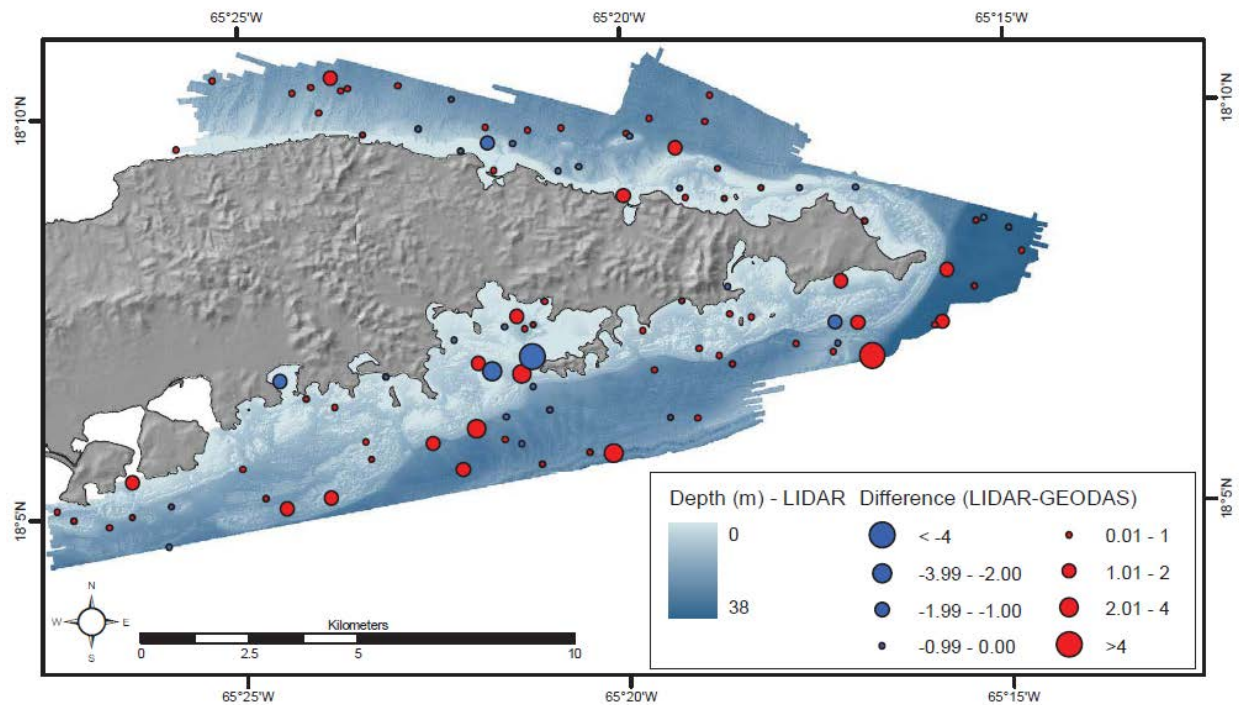 65°25'W 65°20'W 65°15'W
18°10'N 18°10'N
18°5'N 18°5'N
Depth (m) - LIDAR Difference (LIDAR-GEODAS)
0 < -4 0.01 - 1
-3.99 - -2.00 1.01 - 2
38 -1.99 - -1.00 2.01 - 4
-0.99 - 0.00 >4
N
W E
S
Kilometers
0 2.5 5 10
65°25'W 65°20'W 65°15'W